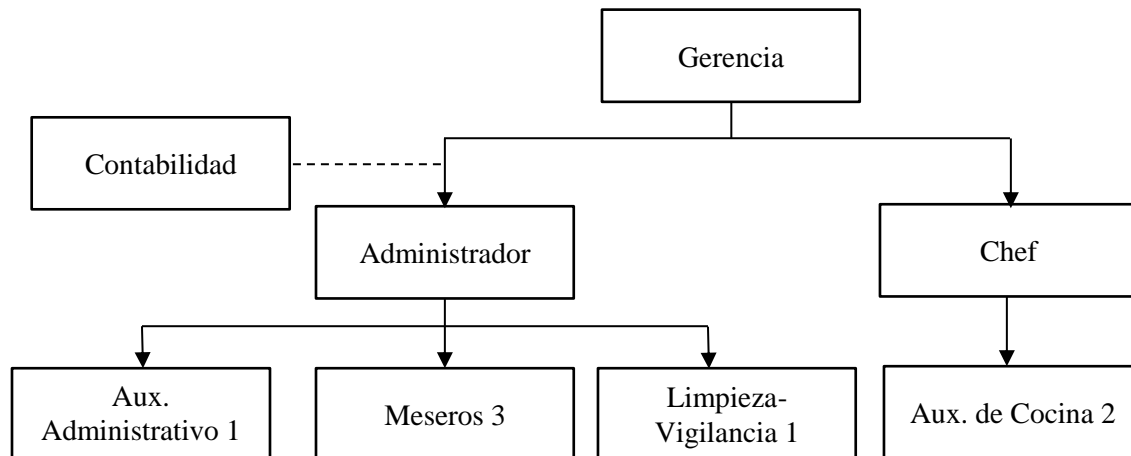 Gerencia
Contabilidad
Administrador
Chef
Aux.
Administrativo 1
Meseros 3
Limpieza-
Vigilancia 1
Aux. de Cocina 2